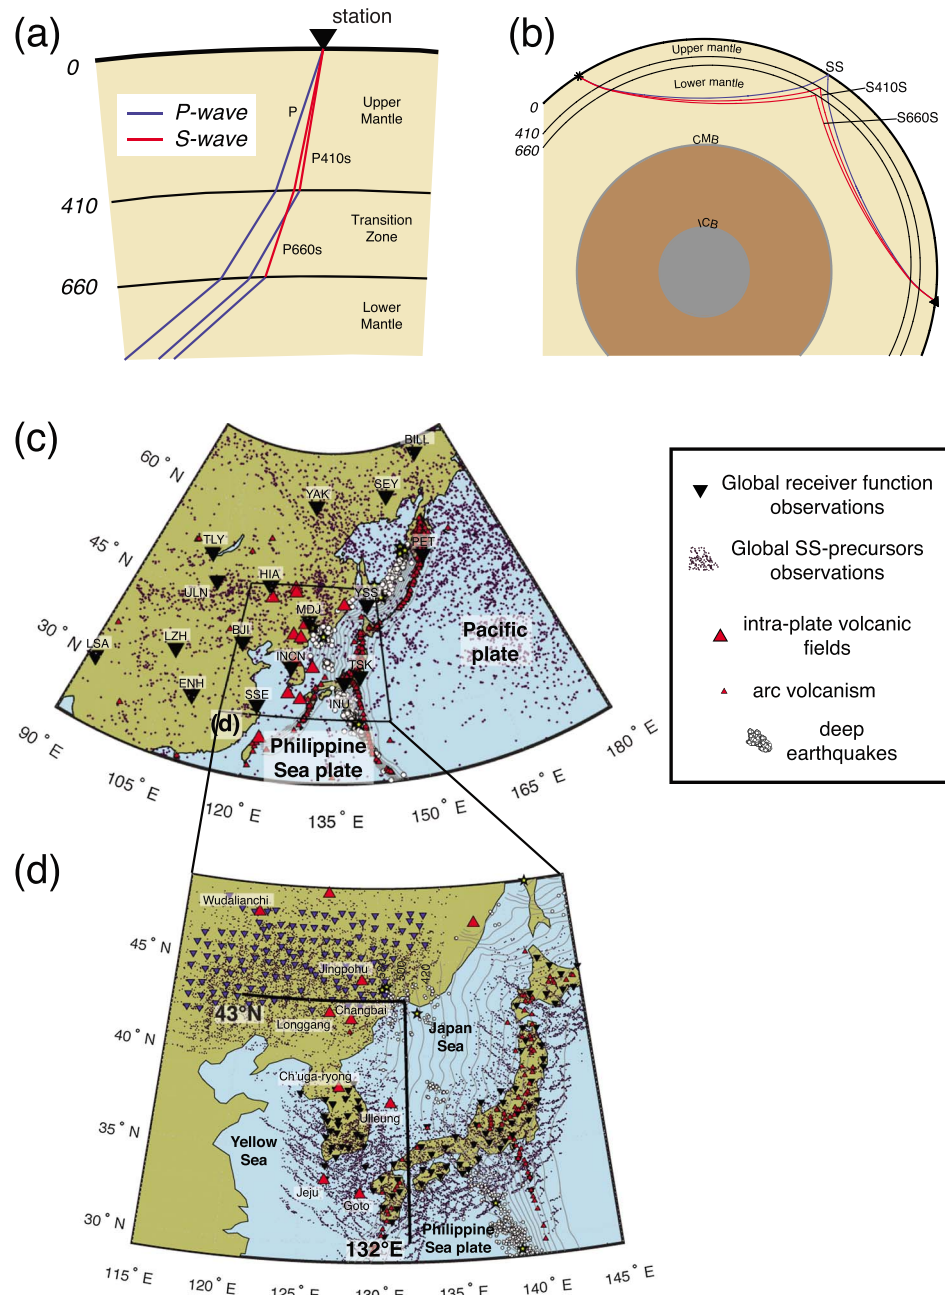 (a)
station
0
P-wave
S-wave
P
Upper
Mantle
P410s
410
Transition
Zone
P660s
660
Lower
Mantle
(b)
Upper mantle
SS
Lower mantle
S410S
S660S
0
410
660
CMB
ICB
(c)
60° N
45° N
30° N
90° E
105° E
120° E
135° E
150° E
165° E
180° E
BILL
SEY
YAK
PET
TLY
HIA
ULN
YSS
MDJ
BJI
LZH
LSA
INCN
TSK
ENH
SSE
INU
(d)
Pacific
plate
Philippine
Sea plate
Global receiver function
observations
Global SS-precursors
observations
intra-plate volcanic
fields
arc volcanism
deep
earthquakes
(d)
45° N
40° N
35° N
30° N
115° E
120° E
125° E
130° E
135° E
140° E
145° E
Wudalianchi
Jingpohu
43°N
Changbai
Longgang
Japan
Sea
Ch'uga-ryong
Ulleung
Yellow
Sea
Jeju
Goto
132°E
Philippine
Sea plate